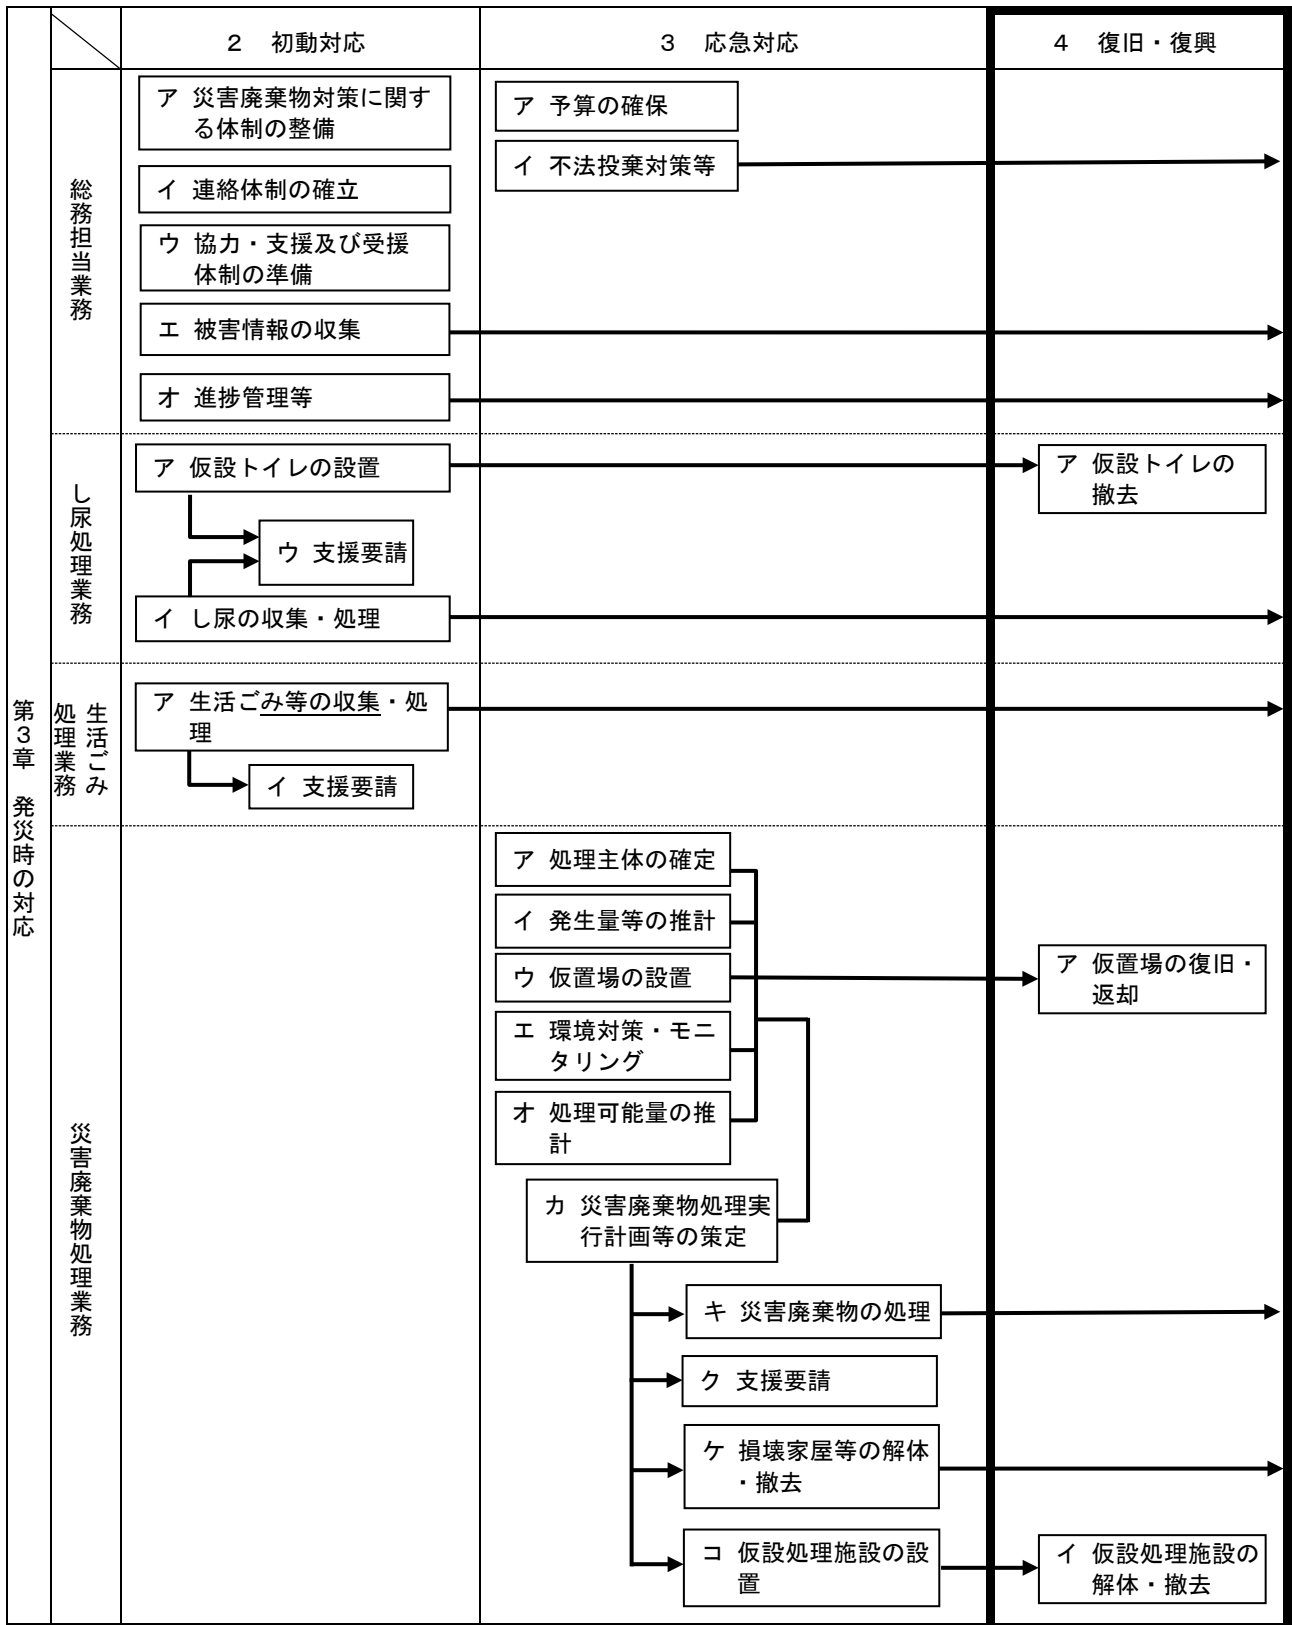 2 初動対応
3 応急対応
4 復旧・復興
第3章 発災時の対応
総務担当業務
ア 災害廃棄物対策に関す
る体制の整備
イ 連絡体制の確立
ウ 協力・支援及び受援
体制の準備
エ 被害情報の収集
オ 進捗管理等
ア 予算の確保
イ 不法投棄対策等
し尿処理業務
ア 仮設トイレの設置
ウ 支援要請
イ し尿の収集・処理
ア 仮設トイレの
撤去
生活ごみ
処理業務
ア 生活ごみ等の収集・処
理
イ 支援要請
災害廃棄物処理業務
ア 処理主体の確定
イ 発生量等の推計
ウ 仮置場の設置
エ 環境対策・モニ
タリング
オ 処理可能量の推
計
カ 災害廃棄物処理実
行計画等の策定
キ 災害廃棄物の処理
ク 支援要請
ケ 損壊家屋等の解体
・撤去
コ 仮設処理施設の設
置
ア 仮置場の復旧・
返却
イ 仮設処理施設の
解体・撤去